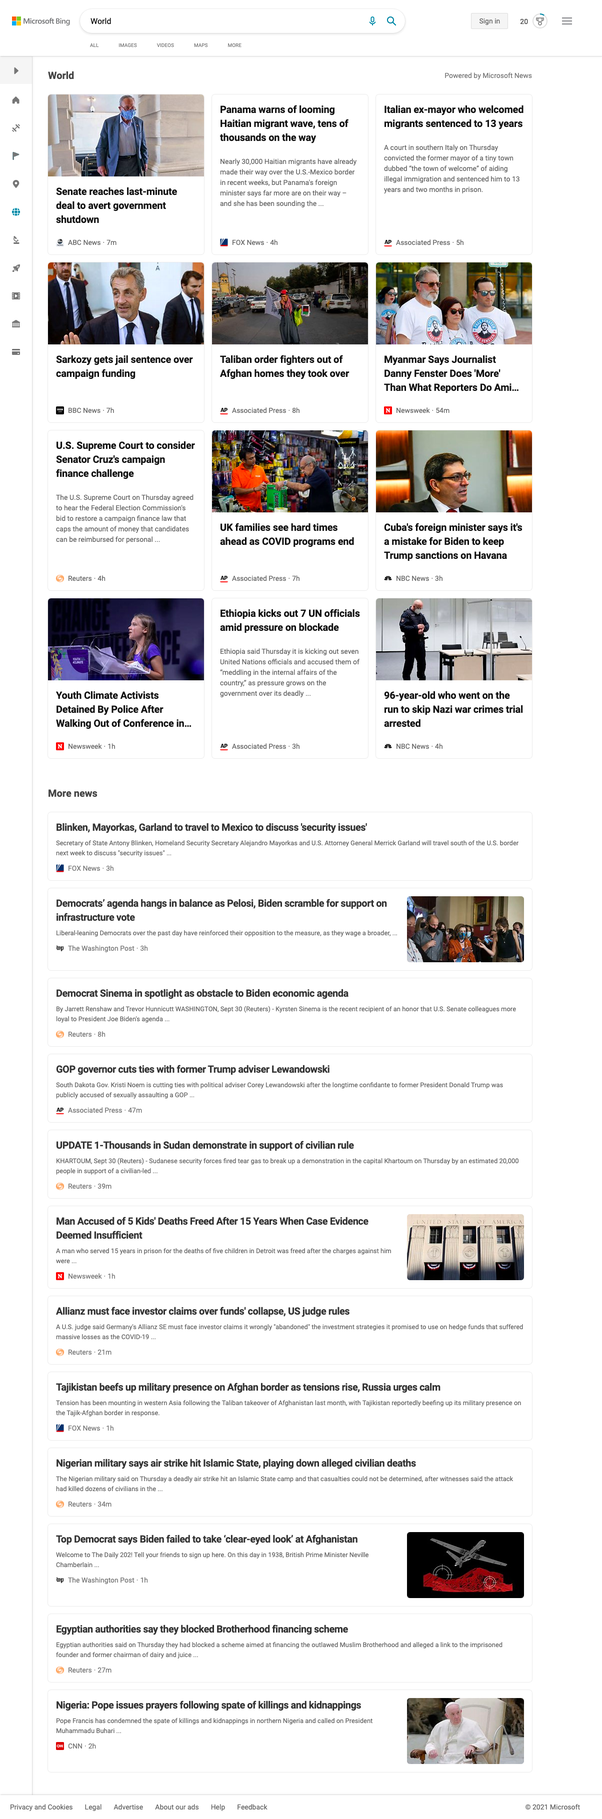 Microsoft Bing
World
Sign in
20
ALL
IMAGES
VIDEOS
MAPS
MORE
World
Powered by Microsoft News
Senate reaches last-minute
deal to avert government
shutdown
ABC News · 7m
Panama warns of looming
Haitian migrant wave, tens of
thousands on the way
Nearly 30,000 Haitian migrants have already
made their way over the U.S.-Mexico border
in recent weeks, but Panama's foreign
minister says far more are on their way –
and she has been sounding the ...
FOX News · 4h
Italian ex-mayor who welcomed
migrants sentenced to 13 years
A court in southern Italy on Thursday
convicted the former mayor of a tiny town
dubbed “the town of welcome” of aiding
illegal immigration and sentenced him to 13
years and two months in prison.
AP
Associated Press · 5h
Sarkozy gets jail sentence over
campaign funding
BBC News · 7h
Taliban order fighters out of
Afghan homes they took over
AP
Associated Press · 8h
Myanmar Says Journalist
Danny Fenster Does 'More'
Than What Reporters Do Ami...
N
Newsweek · 54m
U.S. Supreme Court to consider
Senator Cruz's campaign
finance challenge
The U.S. Supreme Court on Thursday agreed
to hear the Federal Election Commission's
bid to restore a campaign finance law that
caps the amount of money that candidates
can be reimbursed for personal ...
Reuters · 4h
UK families see hard times
ahead as COVID programs end
AP
Associated Press · 7h
Cuba's foreign minister says it's
a mistake for Biden to keep
Trump sanctions on Havana
NBC News · 3h
CHANGE
Youth Climate Activists
Detained By Police After
Walking Out of Conference in...
N
Newsweek · 1h
Ethiopia kicks out 7 UN officials
amid pressure on blockade
Ethiopia said Thursday it is kicking out seven
United Nations officials and accused them of
“meddling in the internal affairs of the
country,” as pressure grows on the
government over its deadly ...
AP
Associated Press · 3h
96-year-old who went on the
run to skip Nazi war crimes trial
arrested
NBC News · 4h
More news
Blinken, Mayorkas, Garland to travel to Mexico to discuss 'security issues'
Secretary of State Antony Blinken, Homeland Security Secretary Alejandro Mayorkas and U.S. Attorney General Merrick Garland will travel south of the U.S. border
next week to discuss "security issues" ...
FOX News · 3h
Democrats’ agenda hangs in balance as Pelosi, Biden scramble for support on
infrastructure vote
Liberal-leaning Democrats over the past day have reinforced their opposition to the measure, as they wage a broader, ...
wp The Washington Post · 3h
Democrat Sinema in spotlight as obstacle to Biden economic agenda
By Jarrett Renshaw and Trevor Hunnicutt WASHINGTON, Sept 30 (Reuters) - Kyrsten Sinema is the recent recipient of an honor that U.S. Senate colleagues more
loyal to President Joe Biden's agenda ...
Reuters · 8h
GOP governor cuts ties with former Trump adviser Lewandowski
South Dakota Gov. Kristi Noem is cutting ties with political adviser Corey Lewandowski after the longtime confidante to former President Donald Trump was
publicly accused of sexually assaulting a GOP ...
AP
Associated Press · 47m
UPDATE 1-Thousands in Sudan demonstrate in support of civilian rule
KHARTOUM, Sept 30 (Reuters) - Sudanese security forces fired tear gas to break up a demonstration in the capital Khartoum on Thursday by an estimated 20,000
people in support of a civilian-led ...
Reuters · 39m
Man Accused of 5 Kids' Deaths Freed After 15 Years When Case Evidence
Deemed Insufficient
A man who served 15 years in prison for the deaths of five children in Detroit was freed after the charges against him
were ...
N
Newsweek · 1h
UNITED STATES OF AMERICA
Allianz must face investor claims over funds' collapse, US judge rules
A U.S. judge said Germany's Allianz SE must face investor claims it wrongly "abandoned" the investment strategies it promised to use on hedge funds that suffered
massive losses as the COVID-19 ...
Reuters · 21m
Tajikistan beefs up military presence on Afghan border as tensions rise, Russia urges calm
Tension has been mounting in western Asia following the Taliban takeover of Afghanistan last month, with Tajikistan reportedly beefing up its military presence on
the Tajik-Afghan border in response.
FOX News · 1h
Nigerian military says air strike hit Islamic State, playing down alleged civilian deaths
The Nigerian military said on Thursday a deadly air strike hit an Islamic State camp and that casualties could not be determined, after witnesses said the attack
had killed dozens of civilians in the ...
Reuters · 34m
Top Democrat says Biden failed to take ‘clear-eyed look’ at Afghanistan
Welcome to The Daily 202! Tell your friends to sign up here. On this day in 1938, British Prime Minister Neville
Chamberlain ...
wp The Washington Post · 1h
Egyptian authorities say they blocked Brotherhood financing scheme
Egyptian authorities said on Thursday they had blocked a scheme aimed at financing the outlawed Muslim Brotherhood and alleged a link to the imprisoned
founder and former chairman of dairy and juice ...
Reuters · 27m
Nigeria: Pope issues prayers following spate of killings and kidnappings
Pope Francis has condemned the spate of killings and kidnappings in northern Nigeria and called on President
Muhammadu Buhari ...
CNN
CNN · 2h
Privacy and Cookies
Legal
Advertise
About our ads
Help
Feedback
© 2021 Microsoft